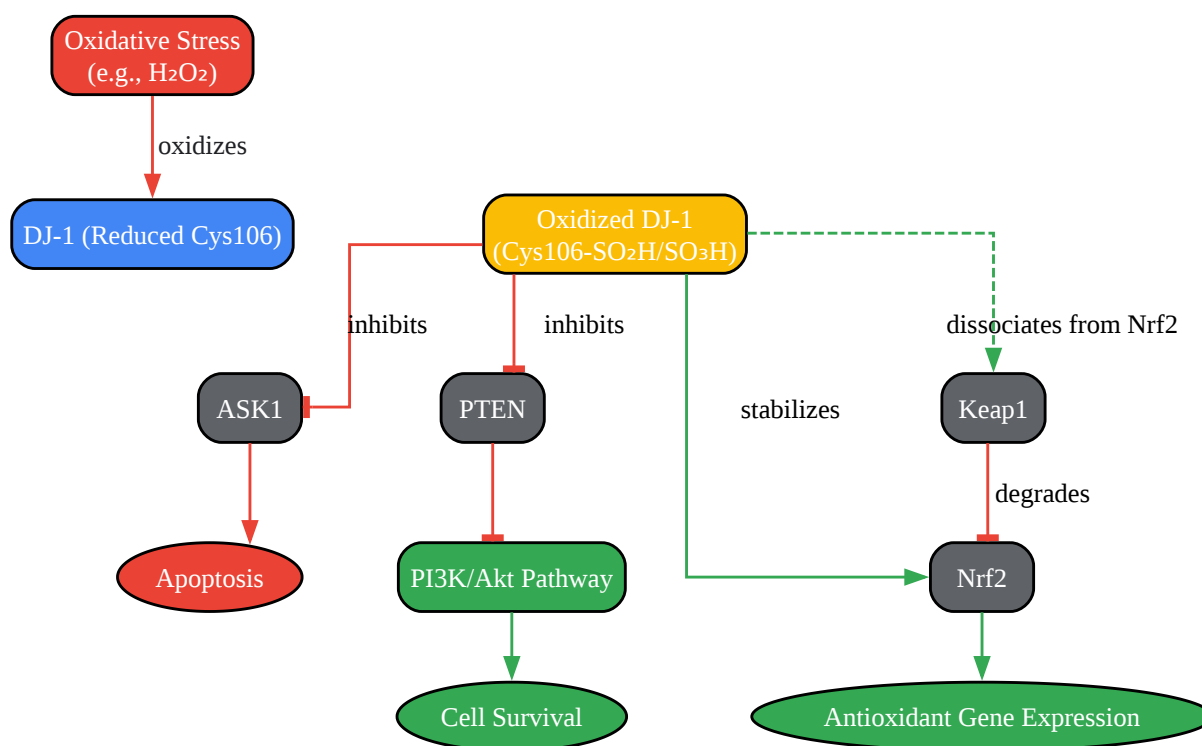 Oxidative Stress
(e.g., H₂O₂)
oxidizes
DJ-1 (Reduced Cys106)
Oxidized DJ-1
(Cys106-SO₂H/SO₃H)
inhibits
inhibits
dissociates from Nrf2
ASK1
PTEN
stabilizes
Keap1
degrades
Apoptosis
PI3K/Akt Pathway
Nrf2
Cell Survival
Antioxidant Gene Expression